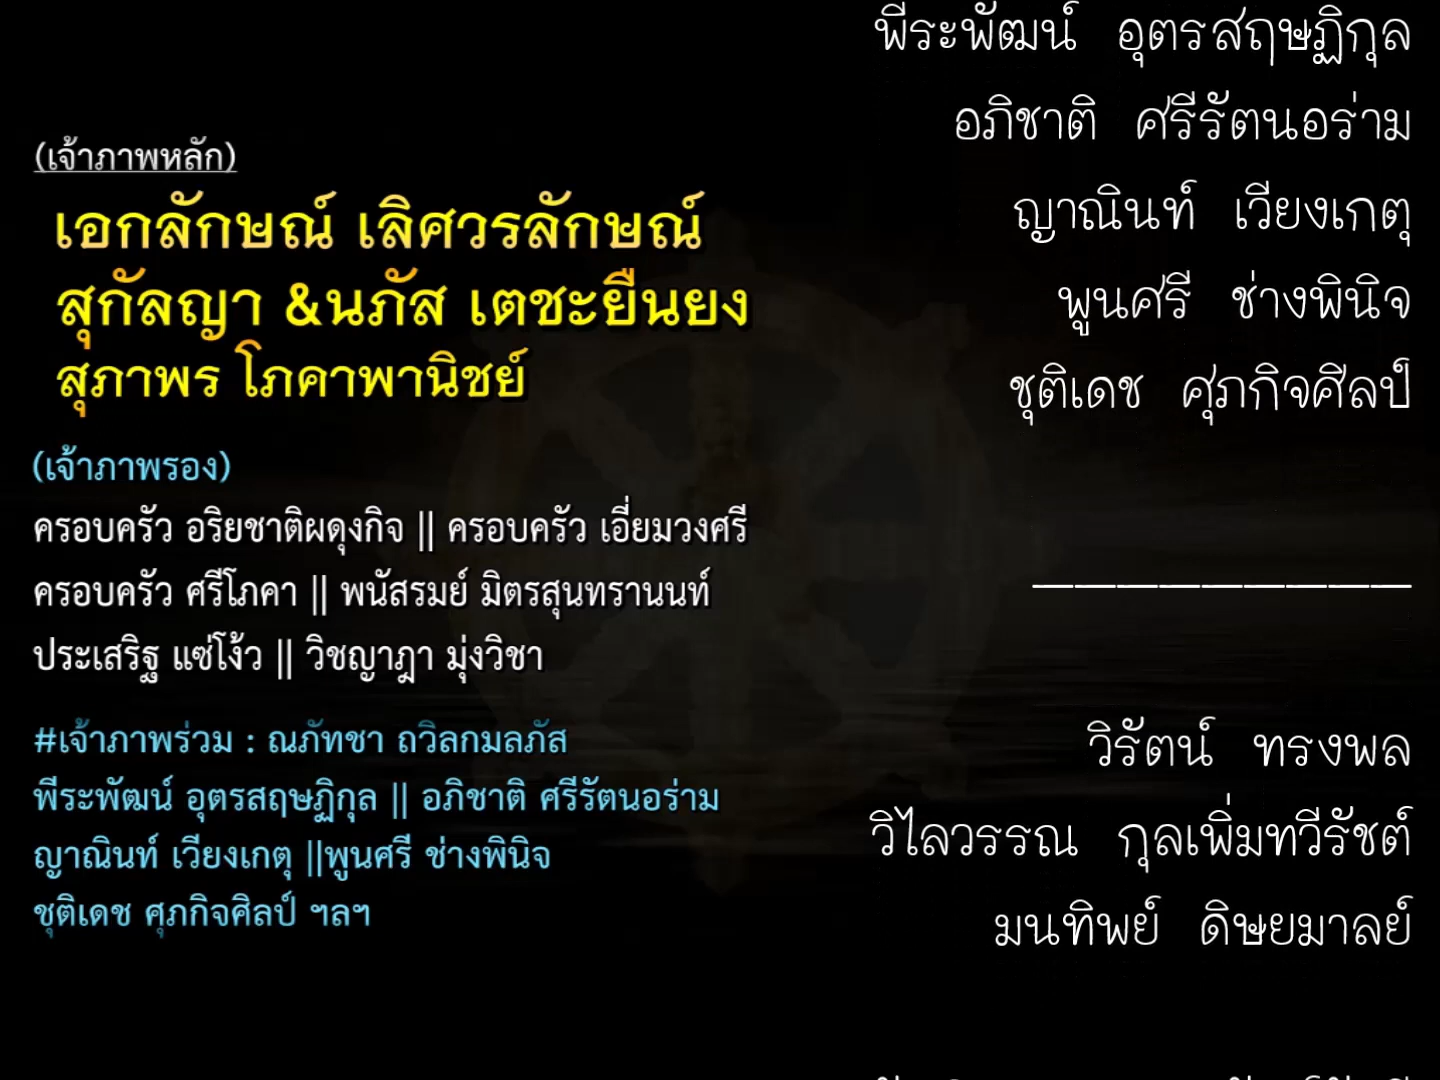 (เจ้าภาพหลัก)
เอกลักษณ์ เลิศวรลักษณ์
สุกัลญา &นภัส เตชะยืนยง
สุภาพร โภคาพานิชย์
(เจ้าภาพรอง)
ครอบครัว อริยชาติผดุงกิจ || ครอบครัว เอี่ยมวงศรี
ครอบครัว ศรีโภคา || พนัสรมย์ มิตรสุนทรานนท์
ประเสริฐ แซ่โง้ว || วิชญาฎา มุ่งวิชา
#เจ้าภาพร่วม : ณภัทชา ถวิลกมลภัส
พีระพัฒน์ อุตรสฤษฏิกุล || อภิชาติ ศรีรัตนอร่าม
ญาณินท์ เวียงเกตุ ||พูนศรี ช่างพินิจ
ชุติเดช ศุภกิจศิลป์ ฯลฯ
พีระพัฒน์ อุตรสฤษฏิกุล
อภิชาติ ศรีรัตนอร่าม
ญาณินท์ เวียงเกตุ
พูนศรี ช่างพินิจ
ชุติเดช ศุภกิจศิลป์
—————————
วิรัตน์ ทรงพล
วิไลวรรณ กุลเพิ่มทวีรัชต์
มนทิพย์ ดิษยมาลย์